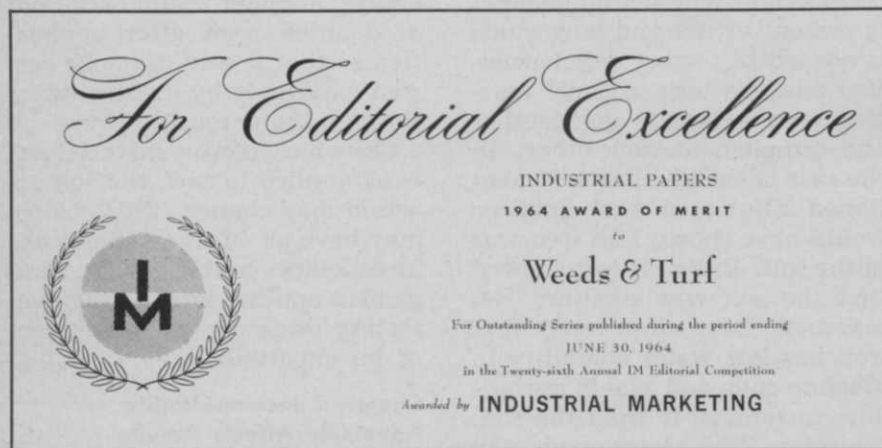 For Editorial Excellence
INDUSTRIAL PAPERS
1964 AWARD OF MERIT
to
Weeds & Turf
For Outstanding Series published during the period ending
JUNE 30, 1964
in the Twenty-sixth Annual IM Editorial Competition
Awarded by INDUSTRIAL MARKETING
IM